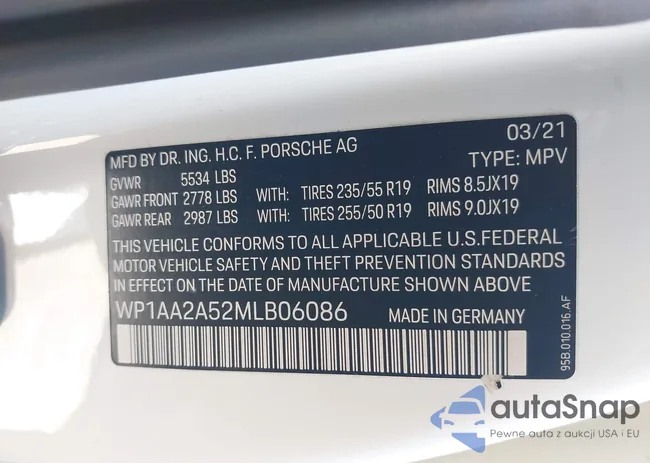 03/21
MFD BY DR. ING. H.C. F. PORSCHE AG
TYPE: MPV
GVWR 5534 LBS
GAWR FRONT 2778 LBS WITH: TIRES 235/55 R19 RIMS 8.5JX19
GAWR REAR 2987 LBS WITH: TIRES 255/50 R19 RIMS 9.0JX19
THIS VEHICLE CONFORMS TO ALL APPLICABLE U.S.FEDERAL
MOTOR VEHICLE SAFETY AND THEFT PREVENTION STANDARDS
IN EFFECT ON THE DATE OF MANUFACTURE SHOWN ABOVE
WP1AA2A52MLB06086 MADE IN GERMANY
95B.010.016.AF
autaSnap
Pewne auta z aukcji USA i EU